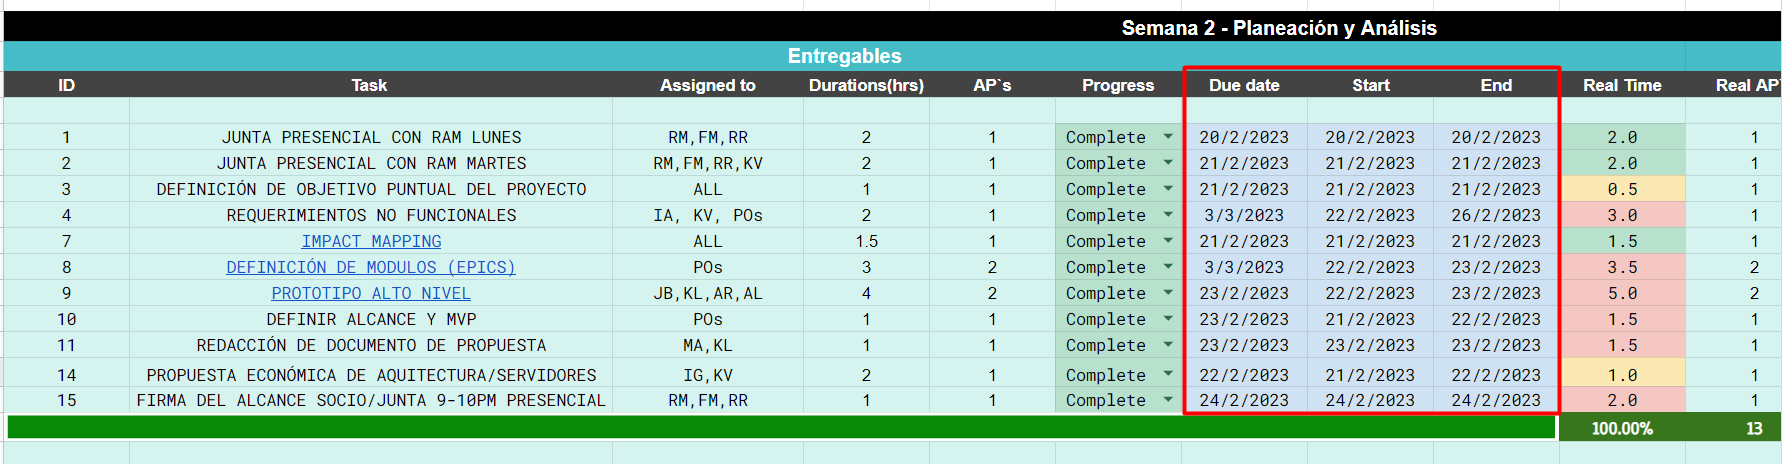 Semana 2 - Planeación y Análisis
Entregables
ID Task Assigned to Durations(hrs) AP`s Progress Due date Start End Real Time Real AP
1 JUNTA PRESENCIAL CON RAM LUNES RM,FM,RR 2 1 Complete 20/2/2023 20/2/2023 20/2/2023 2.0 1
2 JUNTA PRESENCIAL CON RAM MARTES RM,FM,RR,KV 2 1 Complete 21/2/2023 21/2/2023 21/2/2023 2.0 1
3 DEFINICIÓN DE OBJETIVO PUNTUAL DEL PROYECTO ALL 1 1 Complete 21/2/2023 21/2/2023 21/2/2023 0.5 1
4 REQUERIMIENTOS NO FUNCIONALES IA, KV, POs 2 1 Complete 3/3/2023 22/2/2023 26/2/2023 3.0 1
7 IMPACT MAPPING ALL 1.5 1 Complete 21/2/2023 21/2/2023 21/2/2023 1.5 1
8 DEFINICIÓN DE MODULOS (EPICS) POs 3 2 Complete 3/3/2023 22/2/2023 23/2/2023 3.5 2
9 PROTOTIPO ALTO NIVEL JB,KL,AR,AL 4 2 Complete 23/2/2023 22/2/2023 23/2/2023 5.0 2
10 DEFINIR ALCANCE Y MVP POs 1 1 Complete 23/2/2023 21/2/2023 22/2/2023 1.5 1
11 REDACCIÓN DE DOCUMENTO DE PROPUESTA MA,KL 1 1 Complete 23/2/2023 23/2/2023 23/2/2023 1.5 1
14 PROPUESTA ECONÓMICA DE AQUITECTURA/SERVIDORES IG,KV 2 1 Complete 22/2/2023 21/2/2023 22/2/2023 1.0 1
15 FIRMA DEL ALCANCE SOCIO/JUNTA 9-10PM PRESENCIAL RM,FM,RR 1 1 Complete 24/2/2023 24/2/2023 24/2/2023 2.0 1
100.00% 13